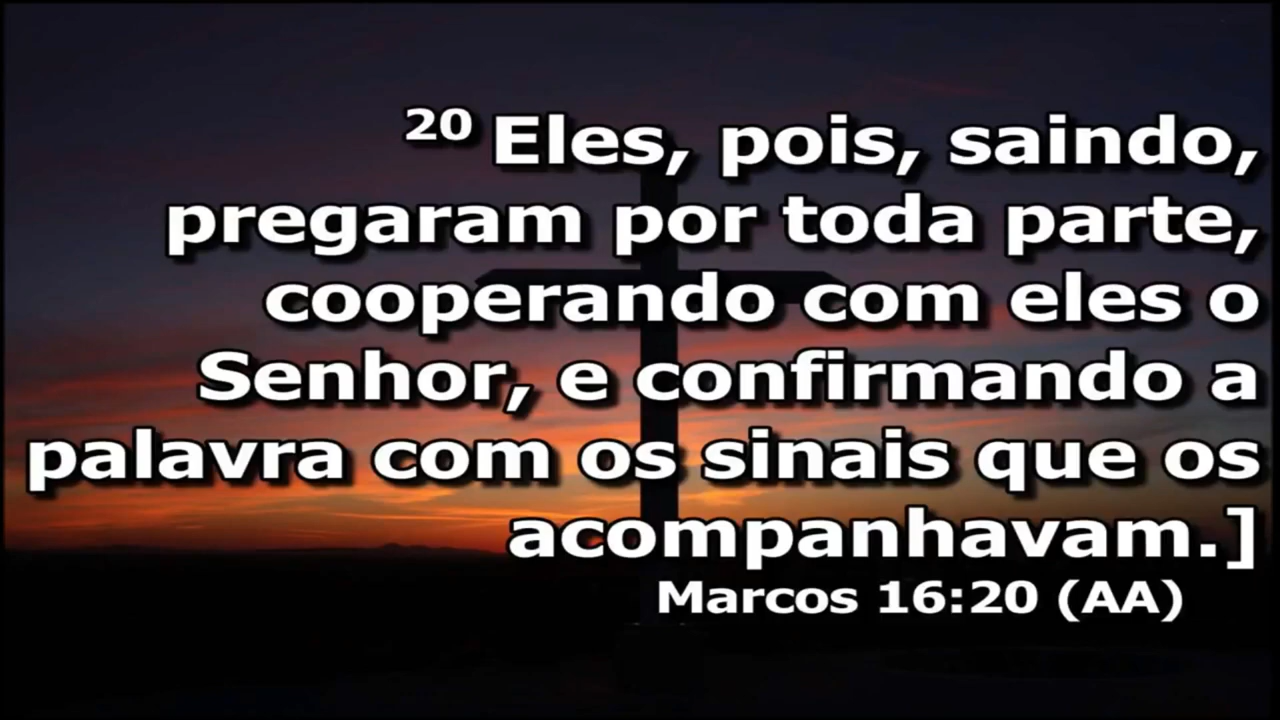 20 Eles, pois, saindo,
pregaram por toda parte,
cooperando com eles o
Senhor, e confirmando a
palavra com os sinais que os
acompanhavam.]
Marcos 16:20 (AA)